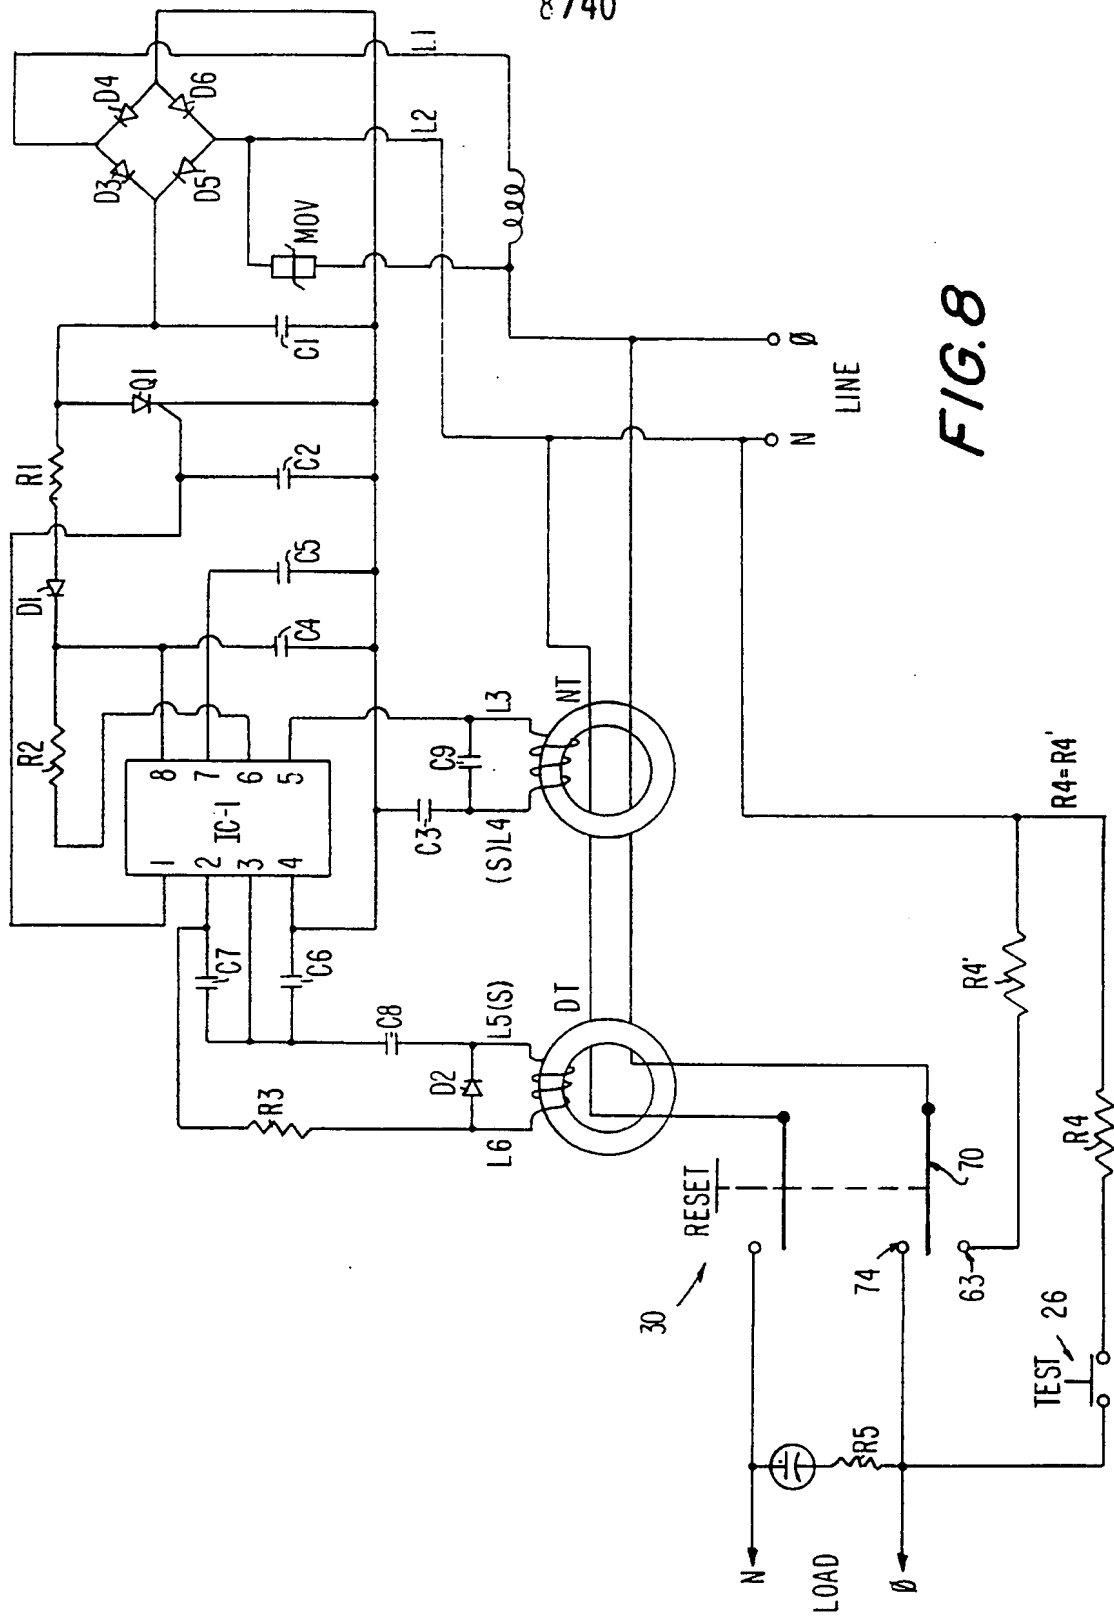 8740
L1
L2
D4
D6
D3
D5
MOV
C1
Q1
R1
C2
D1
C5
C4
R2
IC-1
8
7
6
5
1
2
3
4
C7
C6
C3
C9
L3
(S)L4
NT
C8
L5(S)
DT
D2
R3
L6
N
Ø
LINE
FIG. 8
RESET
30
74
70
63
R4'
R4=R4'
R4
TEST
26
R5
N
LOAD
Ø